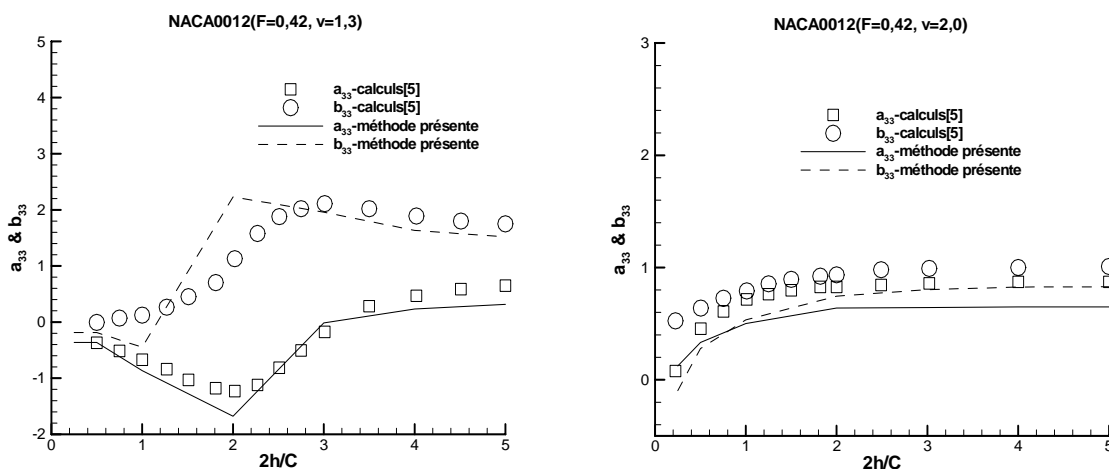 NACA0012(F=0,42, ν=1,3)
5
4
3
2
1
0
-1
-2
a₃₃ & b₃₃
a₃₃-calculs[5]
b₃₃-calculs[5]
a₃₃-méthode présente
b₃₃-méthode présente
0 1 2 3 4 5
2h/C
NACA0012(F=0,42, ν=2,0)
3
2
1
0
a₃₃ & b₃₃
a₃₃-calculs[5]
b₃₃-calculs[5]
a₃₃-méthode présente
b₃₃-méthode présente
0 1 2 3 4 5
2h/C